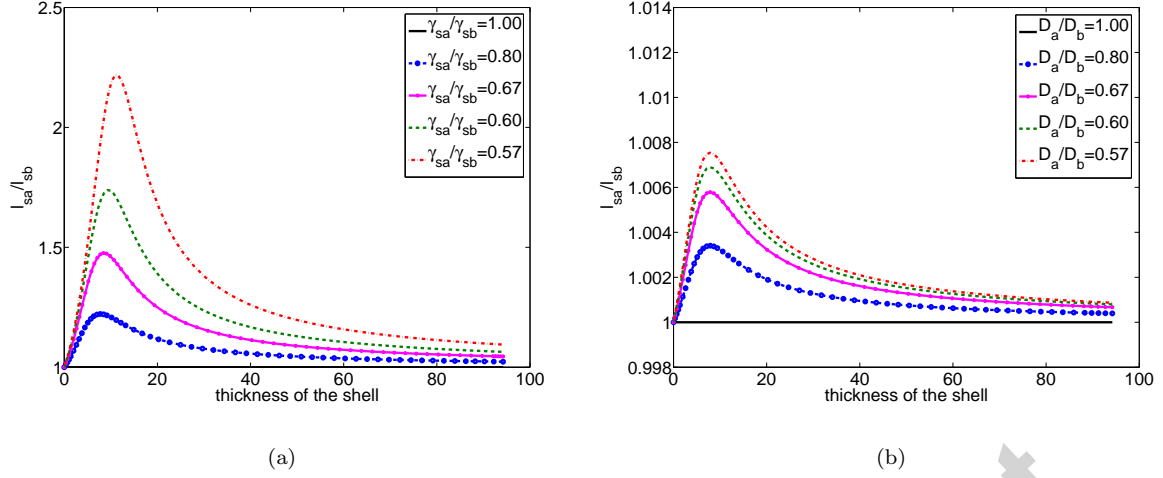 2.5
2
1.5
1
0
20
40
60
80
100
I_sa/I_sb
thickness of the shell
γ_sa/γ_sb=1.00
γ_sa/γ_sb=0.80
γ_sa/γ_sb=0.67
γ_sa/γ_sb=0.60
γ_sa/γ_sb=0.57
(a)
1.014
1.012
1.01
1.008
1.006
1.004
1.002
1
0.998
0
20
40
60
80
100
I_sa/I_sb
thickness of the shell
D_a/D_b=1.00
D_a/D_b=0.80
D_a/D_b=0.67
D_a/D_b=0.60
D_a/D_b=0.57
(b)